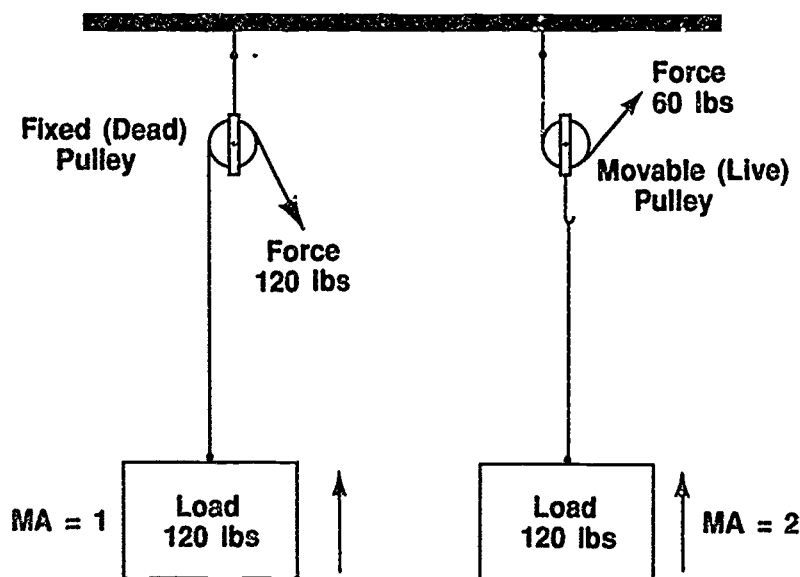 Fixed (Dead)
Pulley
Force
120 lbs
Force
60 lbs
Movable (Live)
Pulley
MA = 1
Load
120 lbs
Load
120 lbs
MA = 2